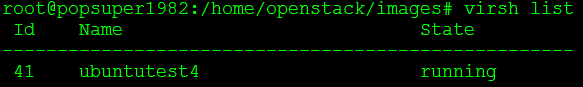 root@popsuper1982:/home/openstack/images# virsh list
 Id    Name                           State
----------------------------------------------------
 41    ubuntutest4                    running